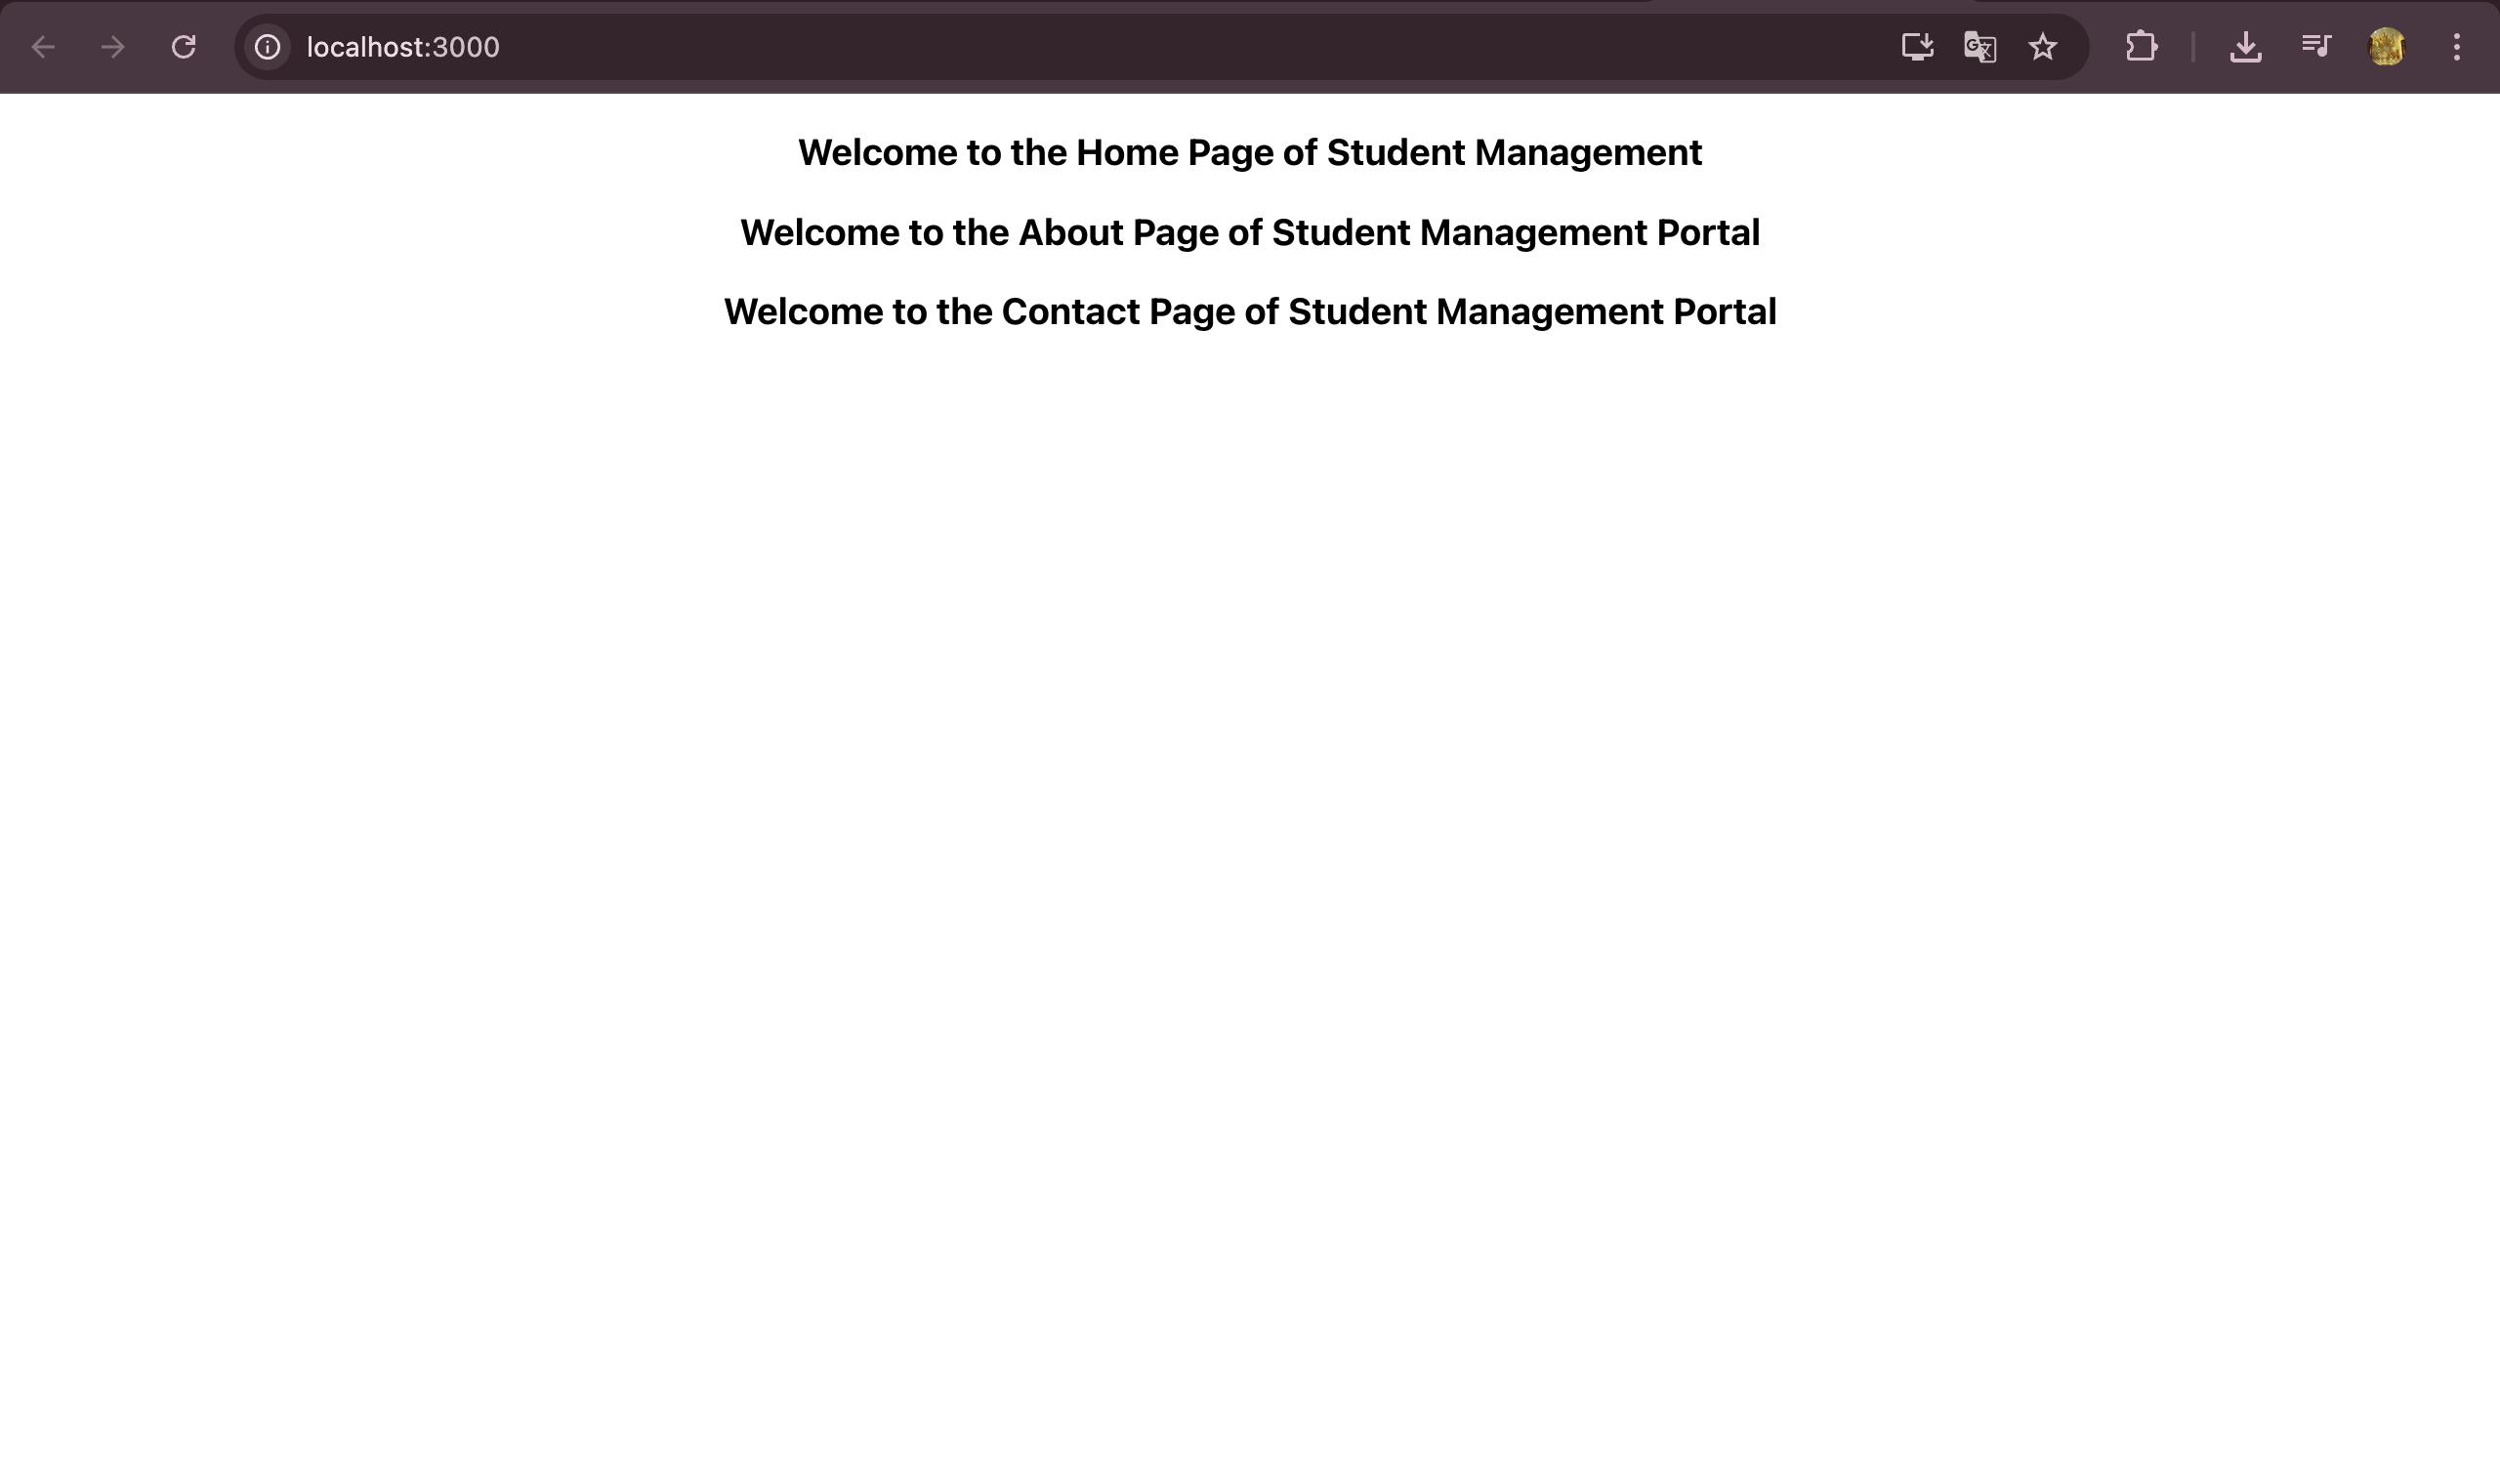 localhost:3000
Welcome to the Home Page of Student Management
Welcome to the About Page of Student Management Portal
Welcome to the Contact Page of Student Management Portal